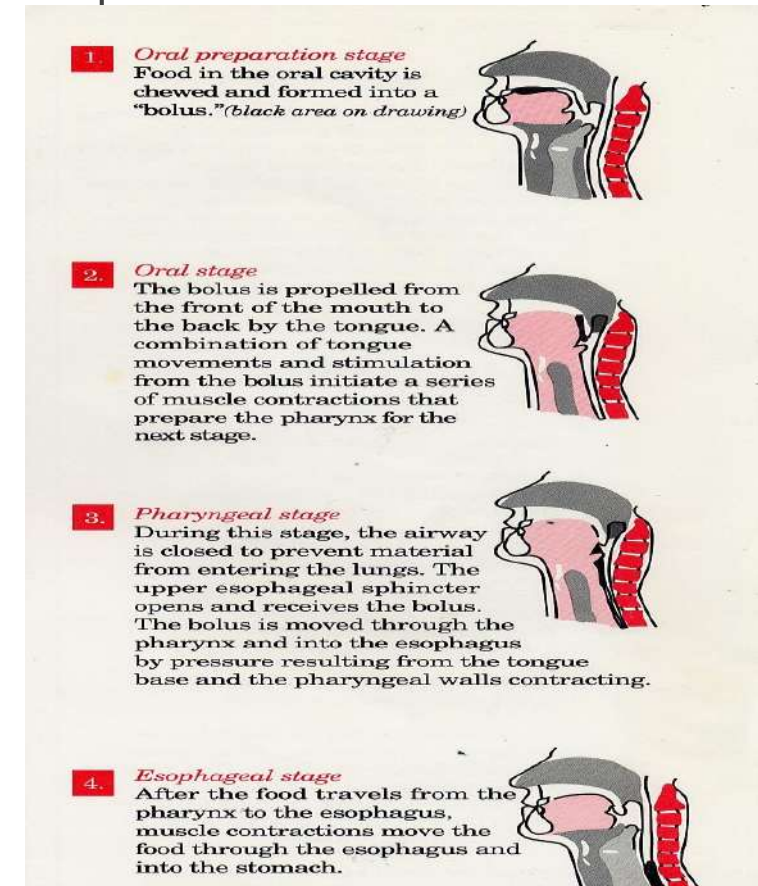 1.
Oral preparation stage
Food in the oral cavity is
chewed and formed into a
“bolus.”(black area on drawing)
2.
Oral stage
The bolus is propelled from
the front of the mouth to
the back by the tongue. A
combination of tongue
movements and stimulation
from the bolus initiate a series
of muscle contractions that
prepare the pharynx for the
next stage.
3.
Pharyngeal stage
During this stage, the airway
is closed to prevent material
from entering the lungs. The
upper esophageal sphincter
opens and receives the bolus.
The bolus is moved through the
pharynx and into the esophagus
by pressure resulting from the tongue
base and the pharyngeal walls contracting.
4.
Esophageal stage
After the food travels from the
pharynx to the esophagus,
muscle contractions move the
food through the esophagus and
into the stomach.